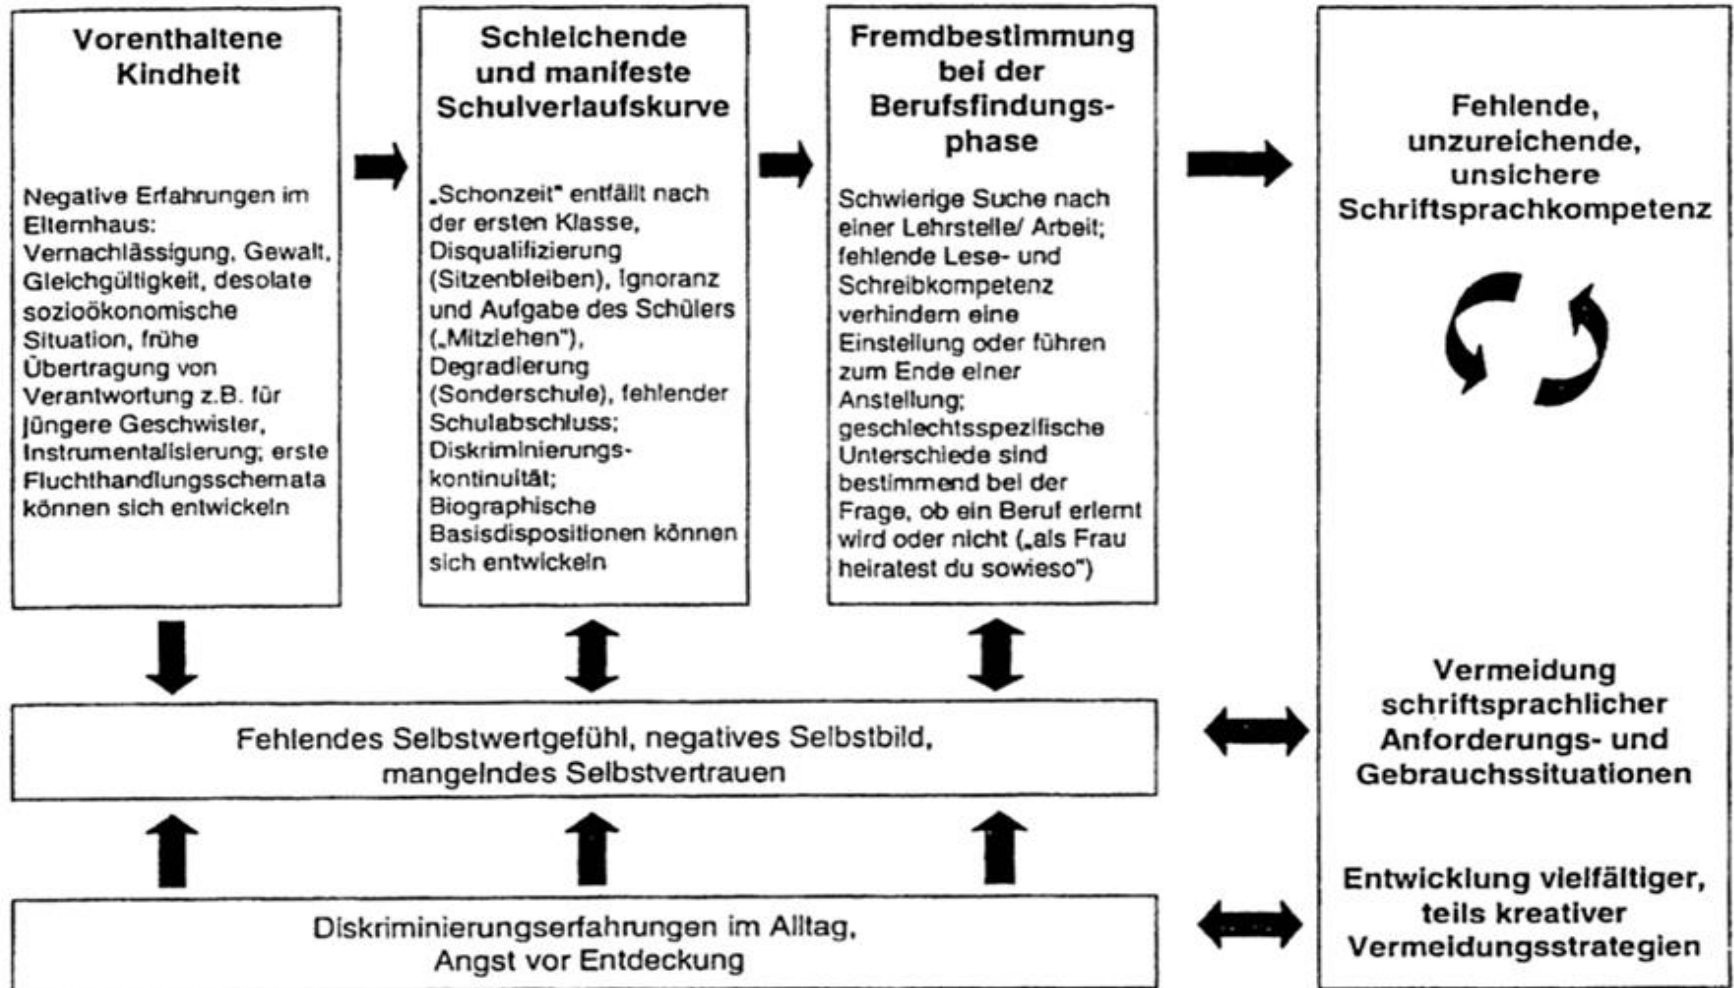 Vorenthaltene
Kindheit
Negative Erfahrungen im
Elternhaus:
Vernachlässigung, Gewalt,
Gleichgültigkeit, desolate
sozioökonomische
Situation, frühe
Übertragung von
Verantwortung z.B. für
jüngere Geschwister,
Instrumentalisierung; erste
Fluchthandlungsschemata
können sich entwickeln
Schleichende
und manifeste
Schulverlaufskurve
„Schonzeit" entfällt nach
der ersten Klasse,
Disqualifizierung
(Sitzenbleiben), Ignoranz
und Aufgabe des Schülers
(„Mitziehen"),
Degradierung
(Sonderschule), fehlender
Schulabschluss;
Diskriminierungs-
kontinuität;
Biographische
Basisdispositionen können
sich entwickeln
Fremdbestimmung
bei der
Berufsfindungs-
phase
Schwierige Suche nach
einer Lehrstelle/ Arbeit;
fehlende Lese- und
Schreibkompetenz
verhindern eine
Einstellung oder führen
zum Ende einer
Anstellung;
geschlechtsspezifische
Unterschiede sind
bestimmend bei der
Frage, ob ein Beruf erlernt
wird oder nicht („als Frau
heiratest du sowieso")
Fehlende,
unzureichende,
unsichere
Schriftsprachkompetenz
Vermeidung
schriftsprachlicher
Anforderungs- und
Gebrauchssituationen
Entwicklung vielfältiger,
teils kreativer
Vermeidungsstrategien
Fehlendes Selbstwertgefühl, negatives Selbstbild,
mangelndes Selbstvertrauen
Diskriminierungserfahrungen im Alltag,
Angst vor Entdeckung